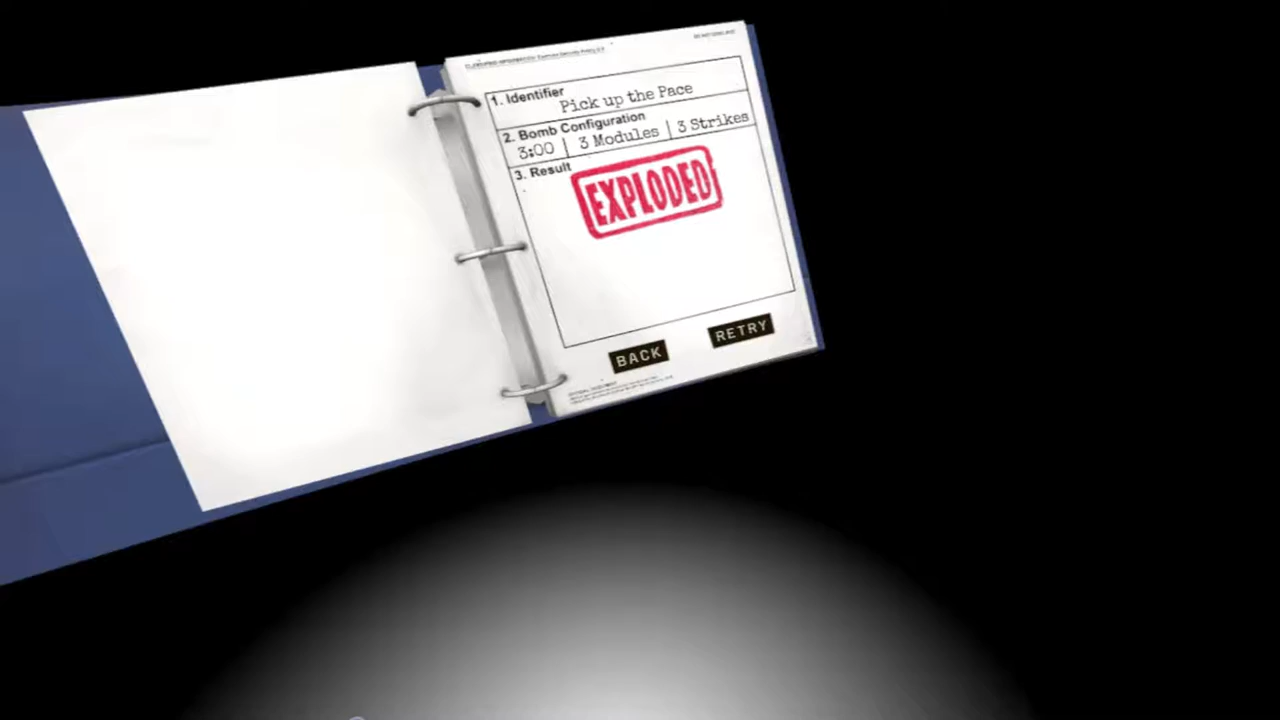 1. Identifier
Pick up the Pace
2. Bomb Configuration
3:00 | 3 Modules | 3 Strikes
3. Result
EXPLODED
BACK
RETRY